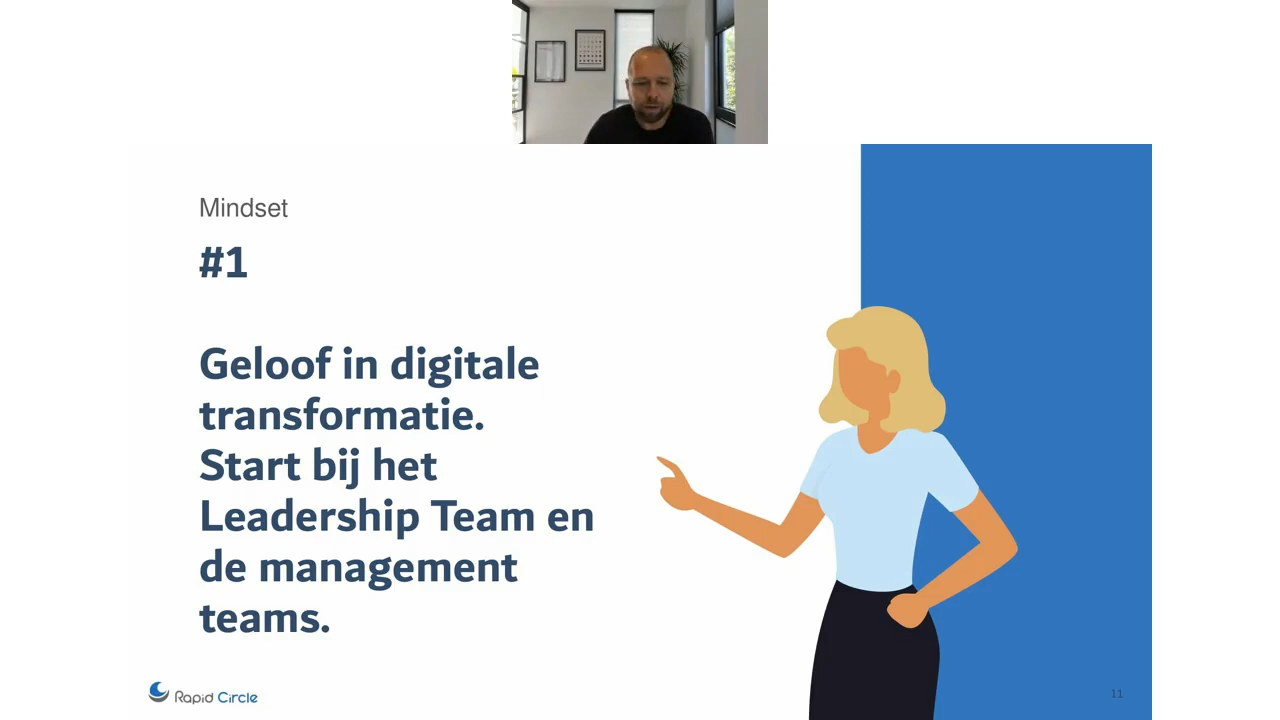 Mindset
#1
Geloof in digitale
transformatie.
Start bij het
Leadership Team en
de management
teams.
Rapid Circle
11